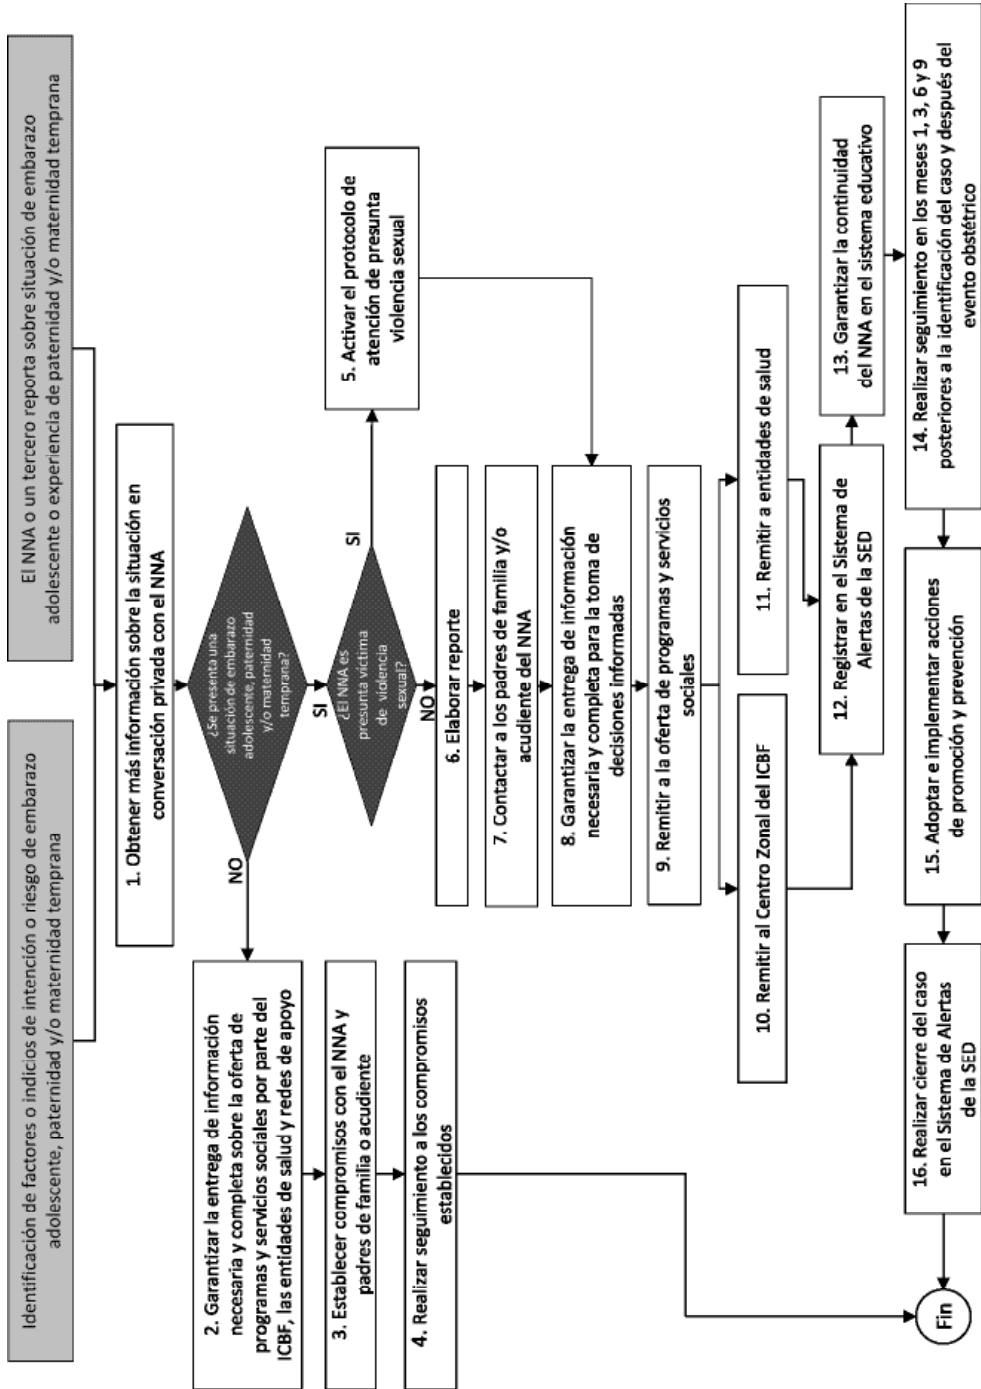 Identificación de factores o indicios de intención o riesgo de embarazo
adolescente, paternidad y/o maternidad temprana
El NNA o un tercero reporta sobre situación de embarazo
adolescente o experiencia de paternidad y/o maternidad temprana
1. Obtener más información sobre la situación en
conversación privada con el NNA
¿Se presenta una
situación de embarazo
adolescente, paternidad
y/o maternidad
temprana?
NO
SI
2. Garantizar la entrega de información
necesaria y completa sobre la oferta de
programas y servicios sociales por parte del
ICBF, las entidades de salud y redes de apoyo
3. Establecer compromisos con el NNA y
padres de familia o acudiente
4. Realizar seguimiento a los compromisos
establecidos
¿El NNA es
presunta víctima
de violencia
sexual?
SI
NO
5. Activar el protocolo de
atención de presunta
violencia sexual
6. Elaborar reporte
7. Contactar a los padres de familia y/o
acudiente del NNA
8. Garantizar la entrega de información
necesaria y completa para la toma de
decisiones informadas
9. Remitir a la oferta de programas y servicios
sociales
10. Remitir al Centro Zonal del ICBF
11. Remitir a entidades de salud
12. Registrar en el Sistema de
Alertas de la SED
13. Garantizar la continuidad
del NNA en el sistema educativo
14. Realizar seguimiento en los meses 1, 3, 6 y 9
posteriores a la identificación del caso y después del
evento obstétrico
15. Adoptar e implementar acciones
de promoción y prevención
16. Realizar cierre del caso
en el Sistema de Alertas
de la SED
Fin